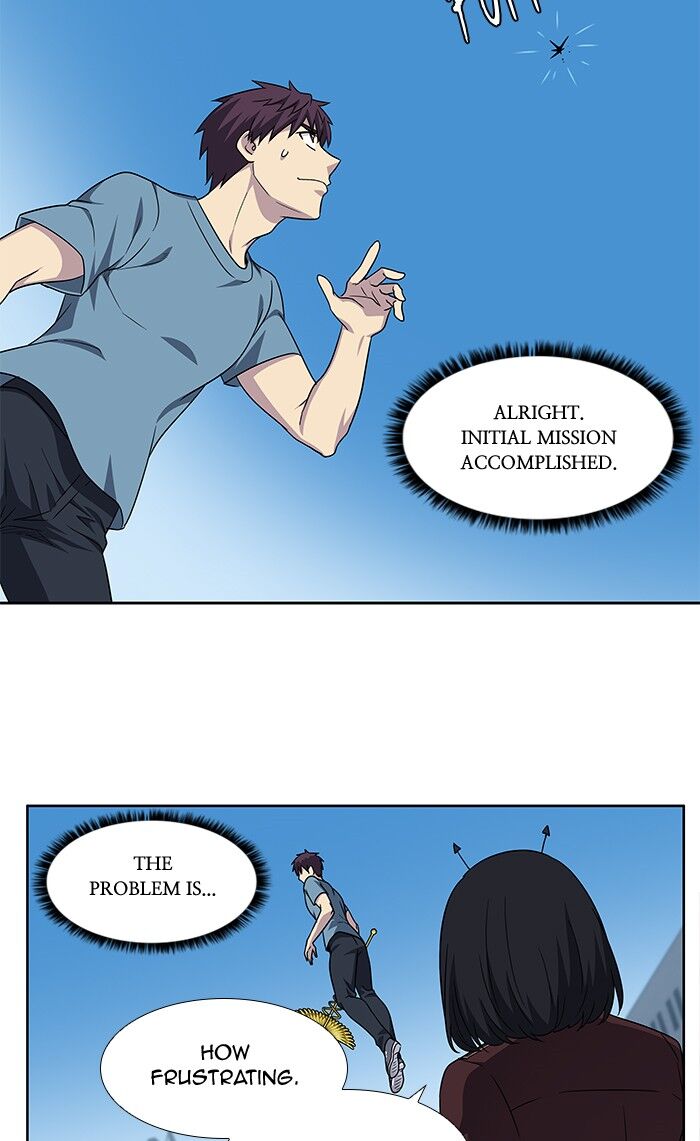 ALRIGHT.
INITIAL MISSION
ACCOMPLISHED.
THE
PROBLEM IS...
HOW
FRUSTRATING.